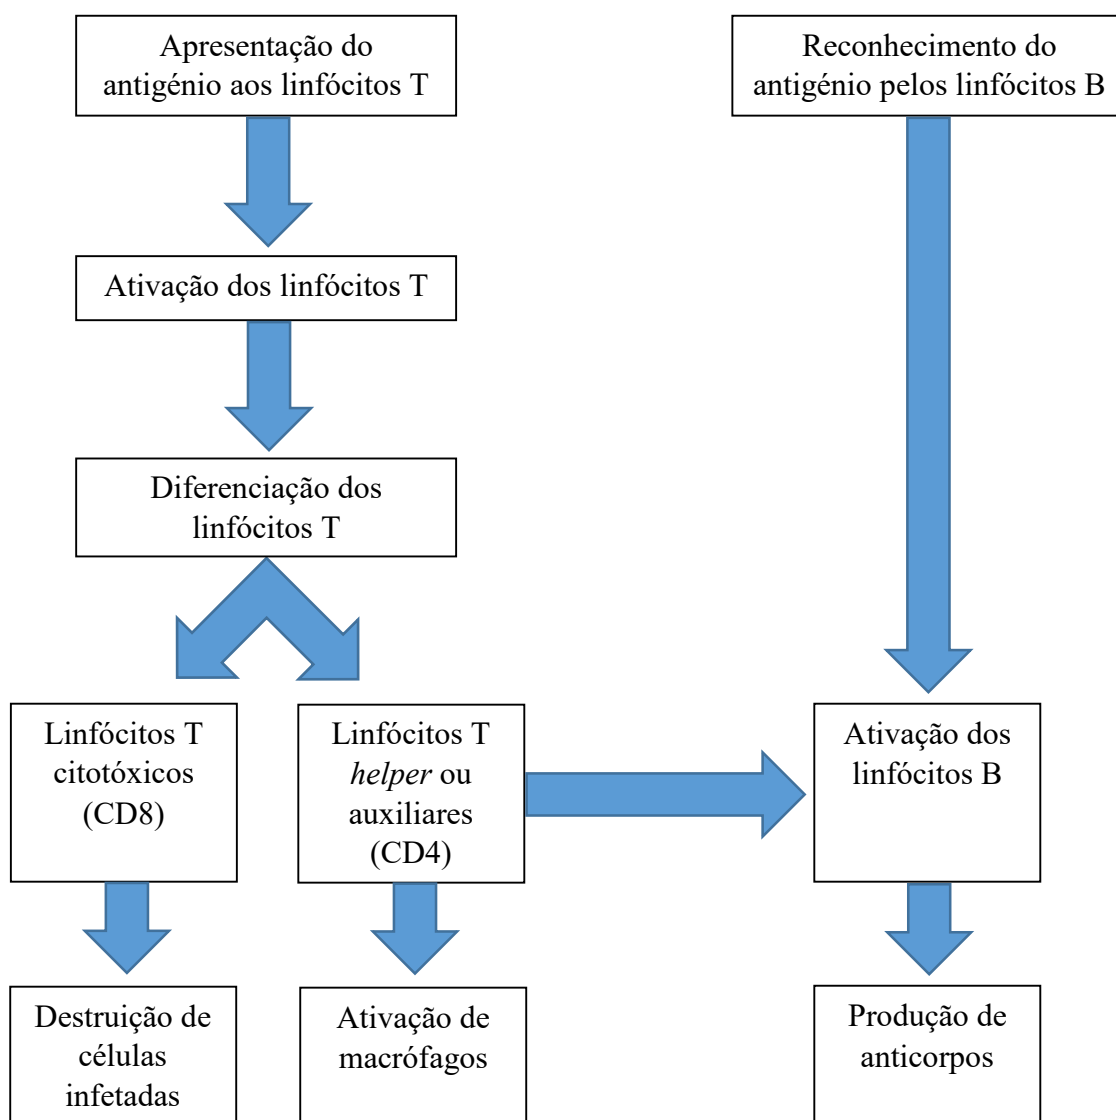 Apresentação do
antigénio aos linfócitos T
Reconhecimento do
antigénio pelos linfócitos B
Ativação dos linfócitos T
Diferenciação dos
linfócitos T
Linfócitos T
citotóxicos
(CD8)
Linfócitos T
helper ou
auxiliares
(CD4)
Ativação dos
linfócitos B
Destruição de
células
infetadas
Ativação de
macrófagos
Produção de
anticorpos